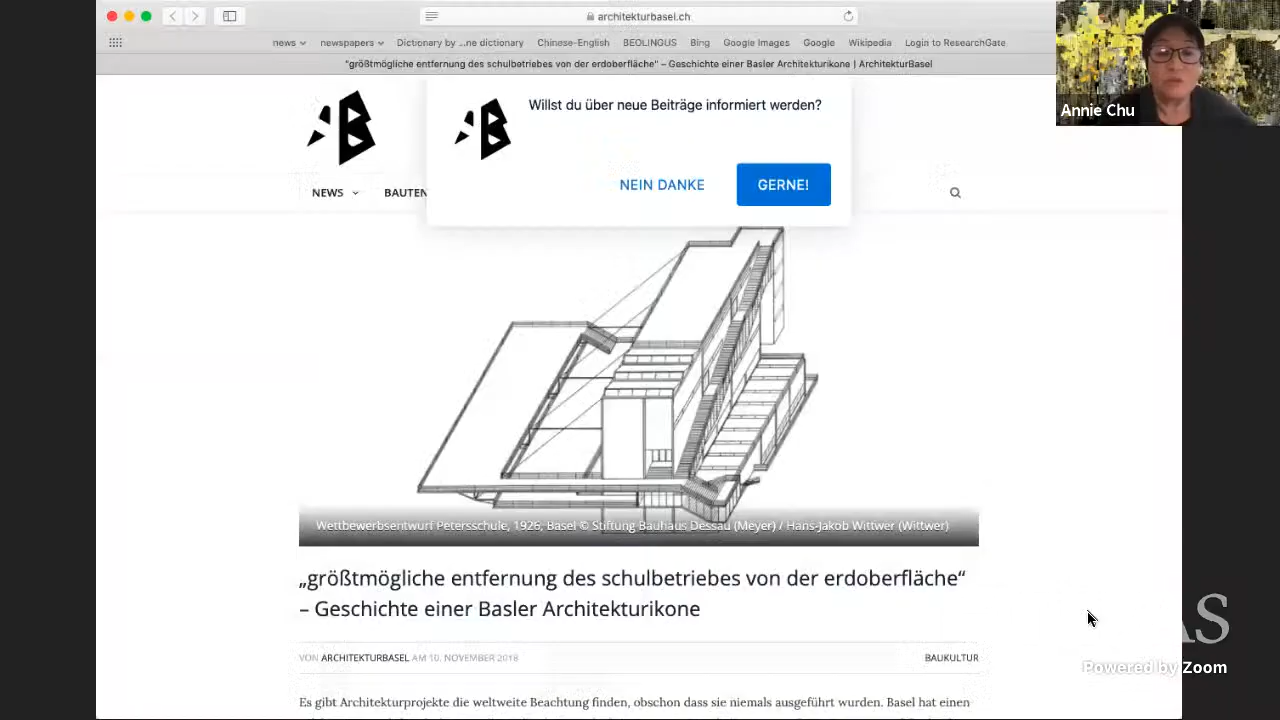 architekturbasel.ch
news newspapers Dictionary by ...ne dictionary Chinese-English BEOLINGUS Bing Google Images Google Wikipedia Login to ResearchGate
"größtmögliche entfernung des schulbetriebes von der erdoberfläche" – Geschichte einer Basler Architekturikone | ArchitekturBasel
Annie Chu
Willst du über neue Beiträge informiert werden?
NEIN DANKE GERNE!
NEWS BAUTEN
Wettbewerbsentwurf Petersschule, 1926, Basel © Stiftung Bauhaus Dessau (Meyer) / Hans-Jakob Wittwer (Wittwer)
„größtmögliche entfernung des schulbetriebes von der erdoberfläche“
– Geschichte einer Basler Architekturikone
VON ARCHITEKTURBASEL AM 10. NOVEMBER 2018 BAUKULTUR
Es gibt Architekturprojekte die weltweite Beachtung finden, obschon dass sie niemals ausgeführt wurden. Basel hat einen
AS
Powered by Zoom